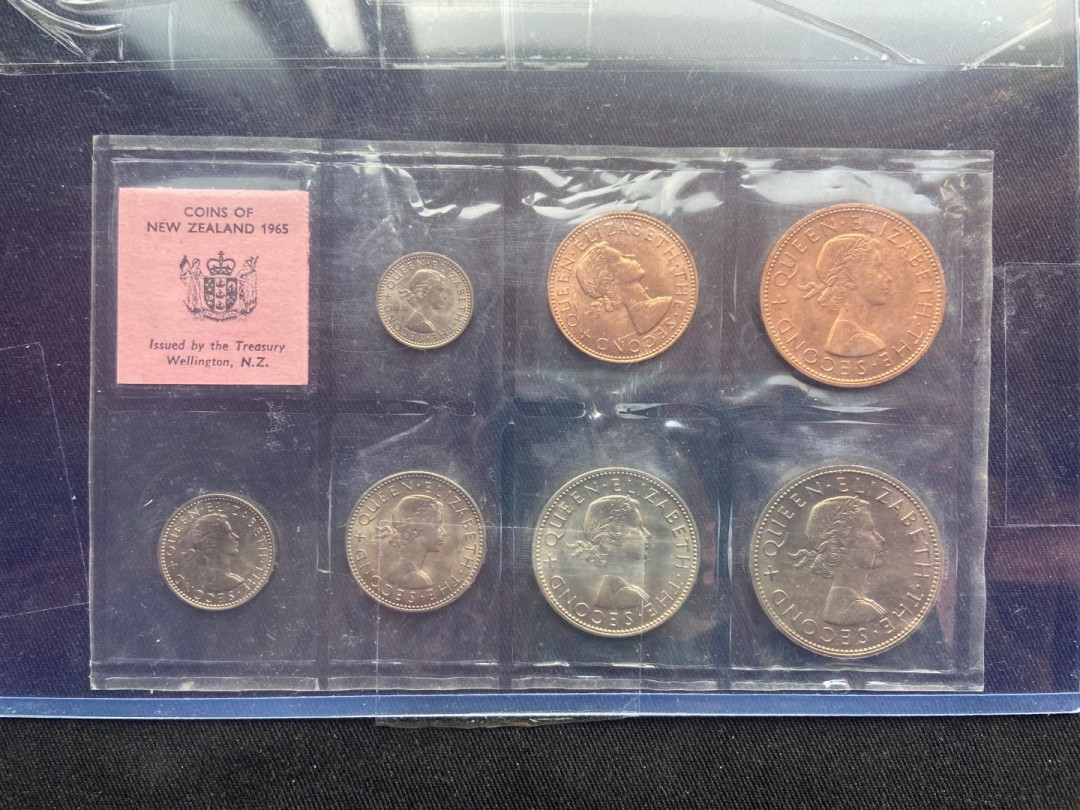 COINS OF
NEW ZEALAND 1965
Issued by the Treasury
Wellington, N.Z.
+ QUEEN · ELIZABETH · THE · SECOND
+ QUEEN · ELIZABETH · THE · SECOND
+ QUEEN · ELIZABETH · THE · SECOND
+ QUEEN · ELIZABETH · THE · SECOND
+ QUEEN · ELIZABETH · THE · SECOND
+ QUEEN · ELIZABETH · THE · SECOND
+ QUEEN · ELIZABETH · THE · SECOND